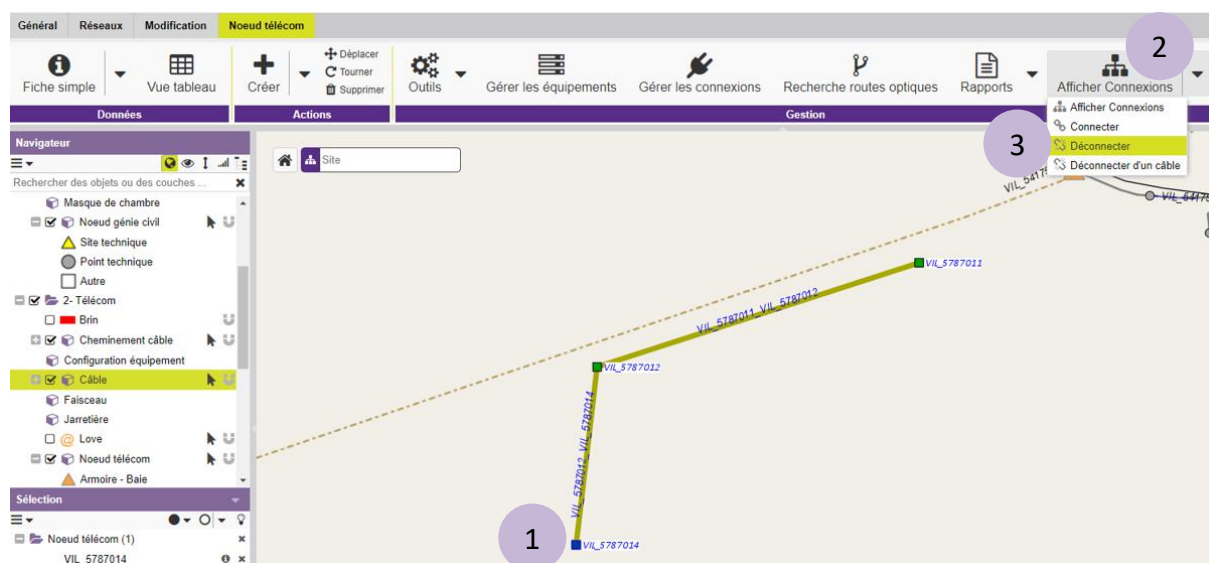 Général Réseaux Modification Noeud télécom
2
Déplacer
Tourner
Supprimer
Fiche simple Vue tableau Créer Outils Gérer les équipements Gérer les connexions Recherche routes optiques Rapports Afficher Connexions
Données Actions Gestion
Afficher Connexions
Connecter
3 Déconnecter
Déconnecter d'un câble
Navigateur
Site
Rechercher des objets ou des couches ...
Masque de chambre
Noeud génie civil
Site technique
Point technique
Autre
2- Télécom
Brin
Cheminement câble
Configuration équipement
Câble
Faisceau
Jarretière
@ Love
Noeud télécom
Armoire - Baie
Sélection
Noeud télécom (1)
VIL_5787014
VIL_5787011
VIL_5787011_VIL_5787012
VIL_5787012
VIL_5787012_VIL_5787014
1 VIL_5787014